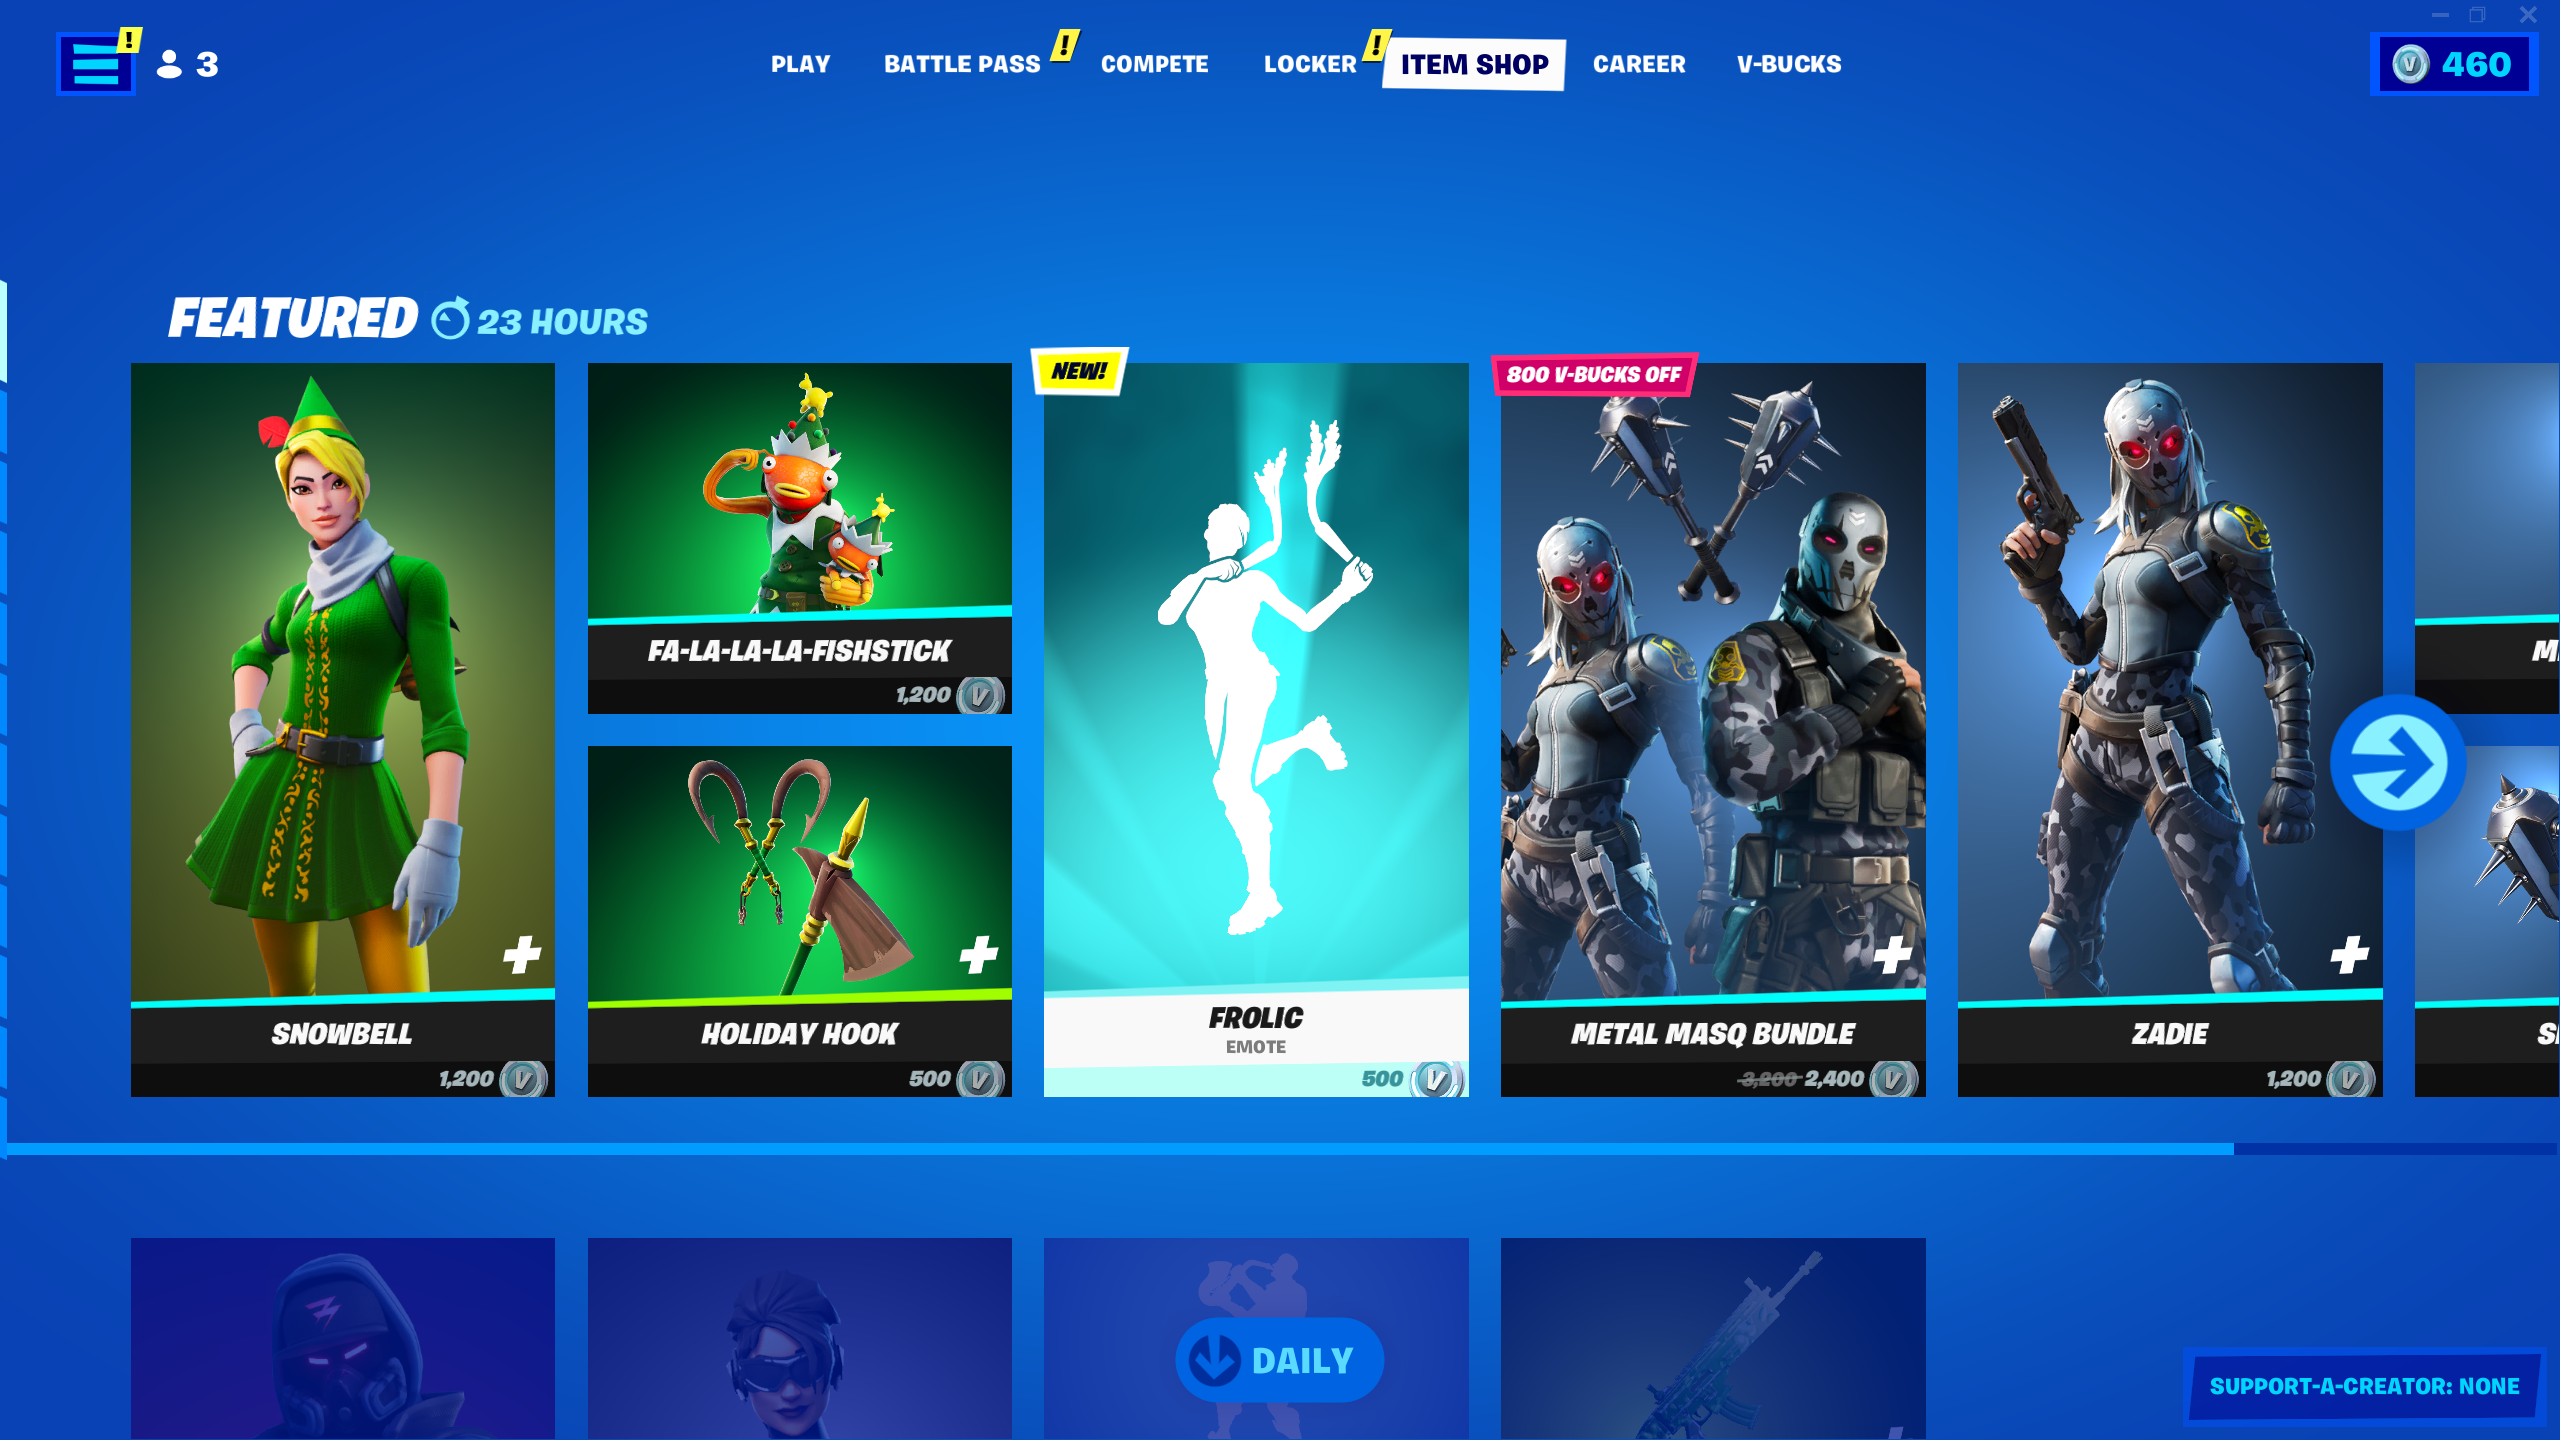 !
3
PLAY
BATTLE PASS
!
COMPETE
LOCKER
!
ITEM SHOP
CAREER
V-BUCKS
V 460
FEATURED 23 HOURS
NEW!
800 V-BUCKS OFF
FA-LA-LA-LA-FISHSTICK
1,200 V
SNOWBELL
1,200 V
HOLIDAY HOOK
500 V
FROLIC
EMOTE
500 V
METAL MASQ BUNDLE
3,200 2,400 V
ZADIE
1,200 V
DAILY
SUPPORT-A-CREATOR: NONE